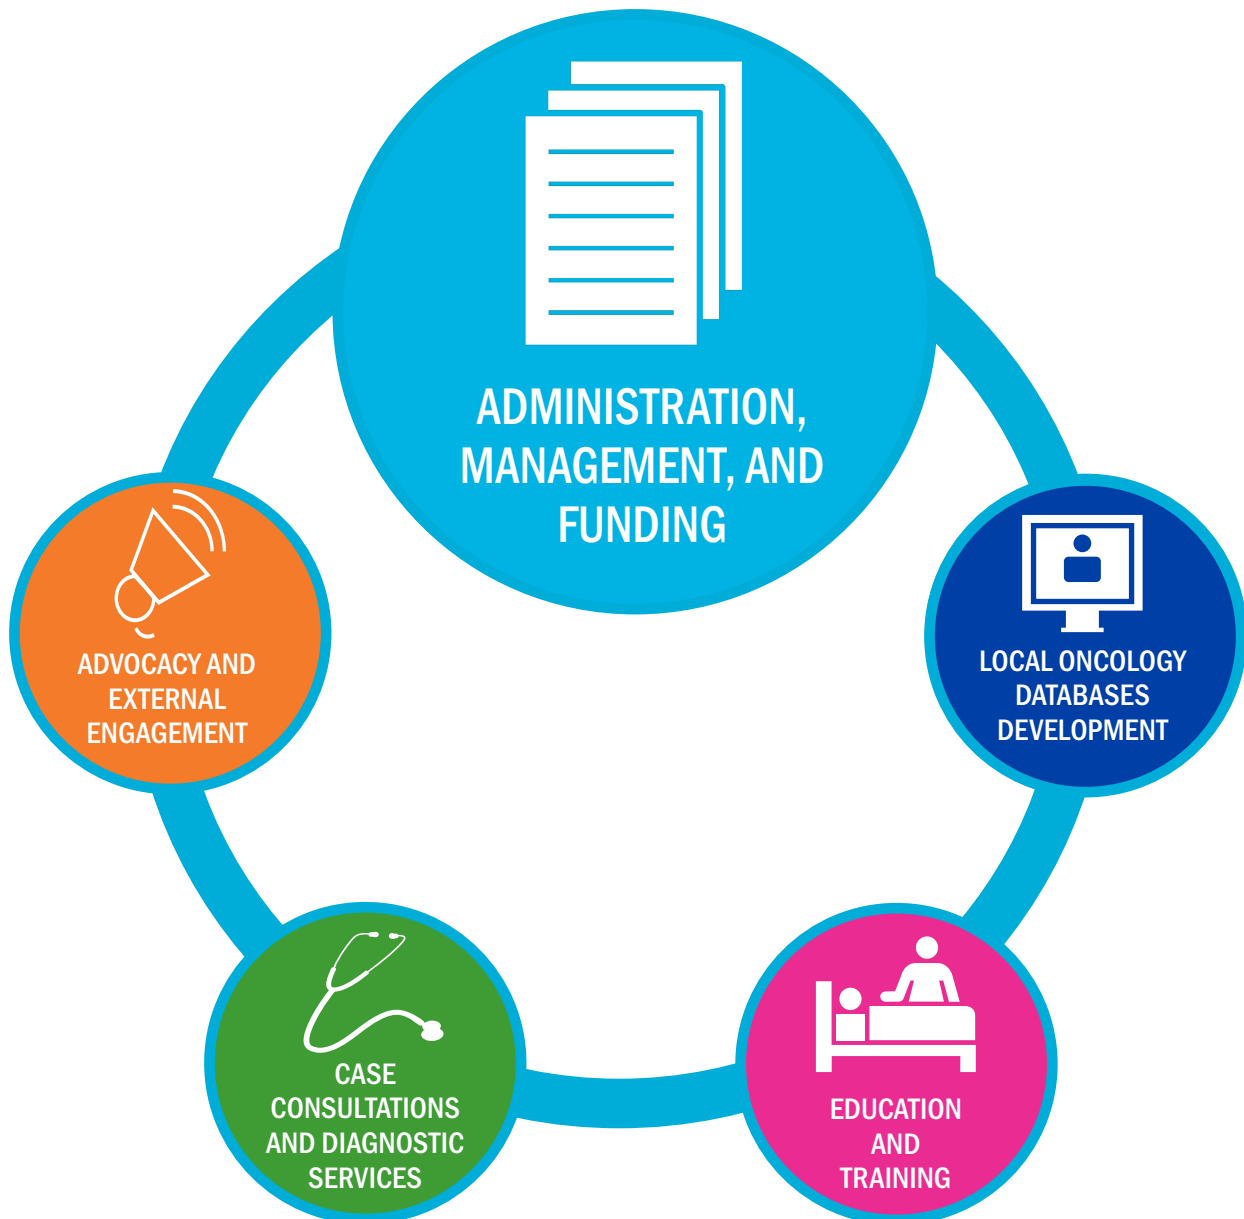 ADMINISTRATION,
MANAGEMENT, AND
FUNDING
ADVOCACY AND
EXTERNAL
ENGAGEMENT
LOCAL ONCOLOGY
DATABASES
DEVELOPMENT
CASE
CONSULTATIONS
AND DIAGNOSTIC
SERVICES
EDUCATION
AND
TRAINING